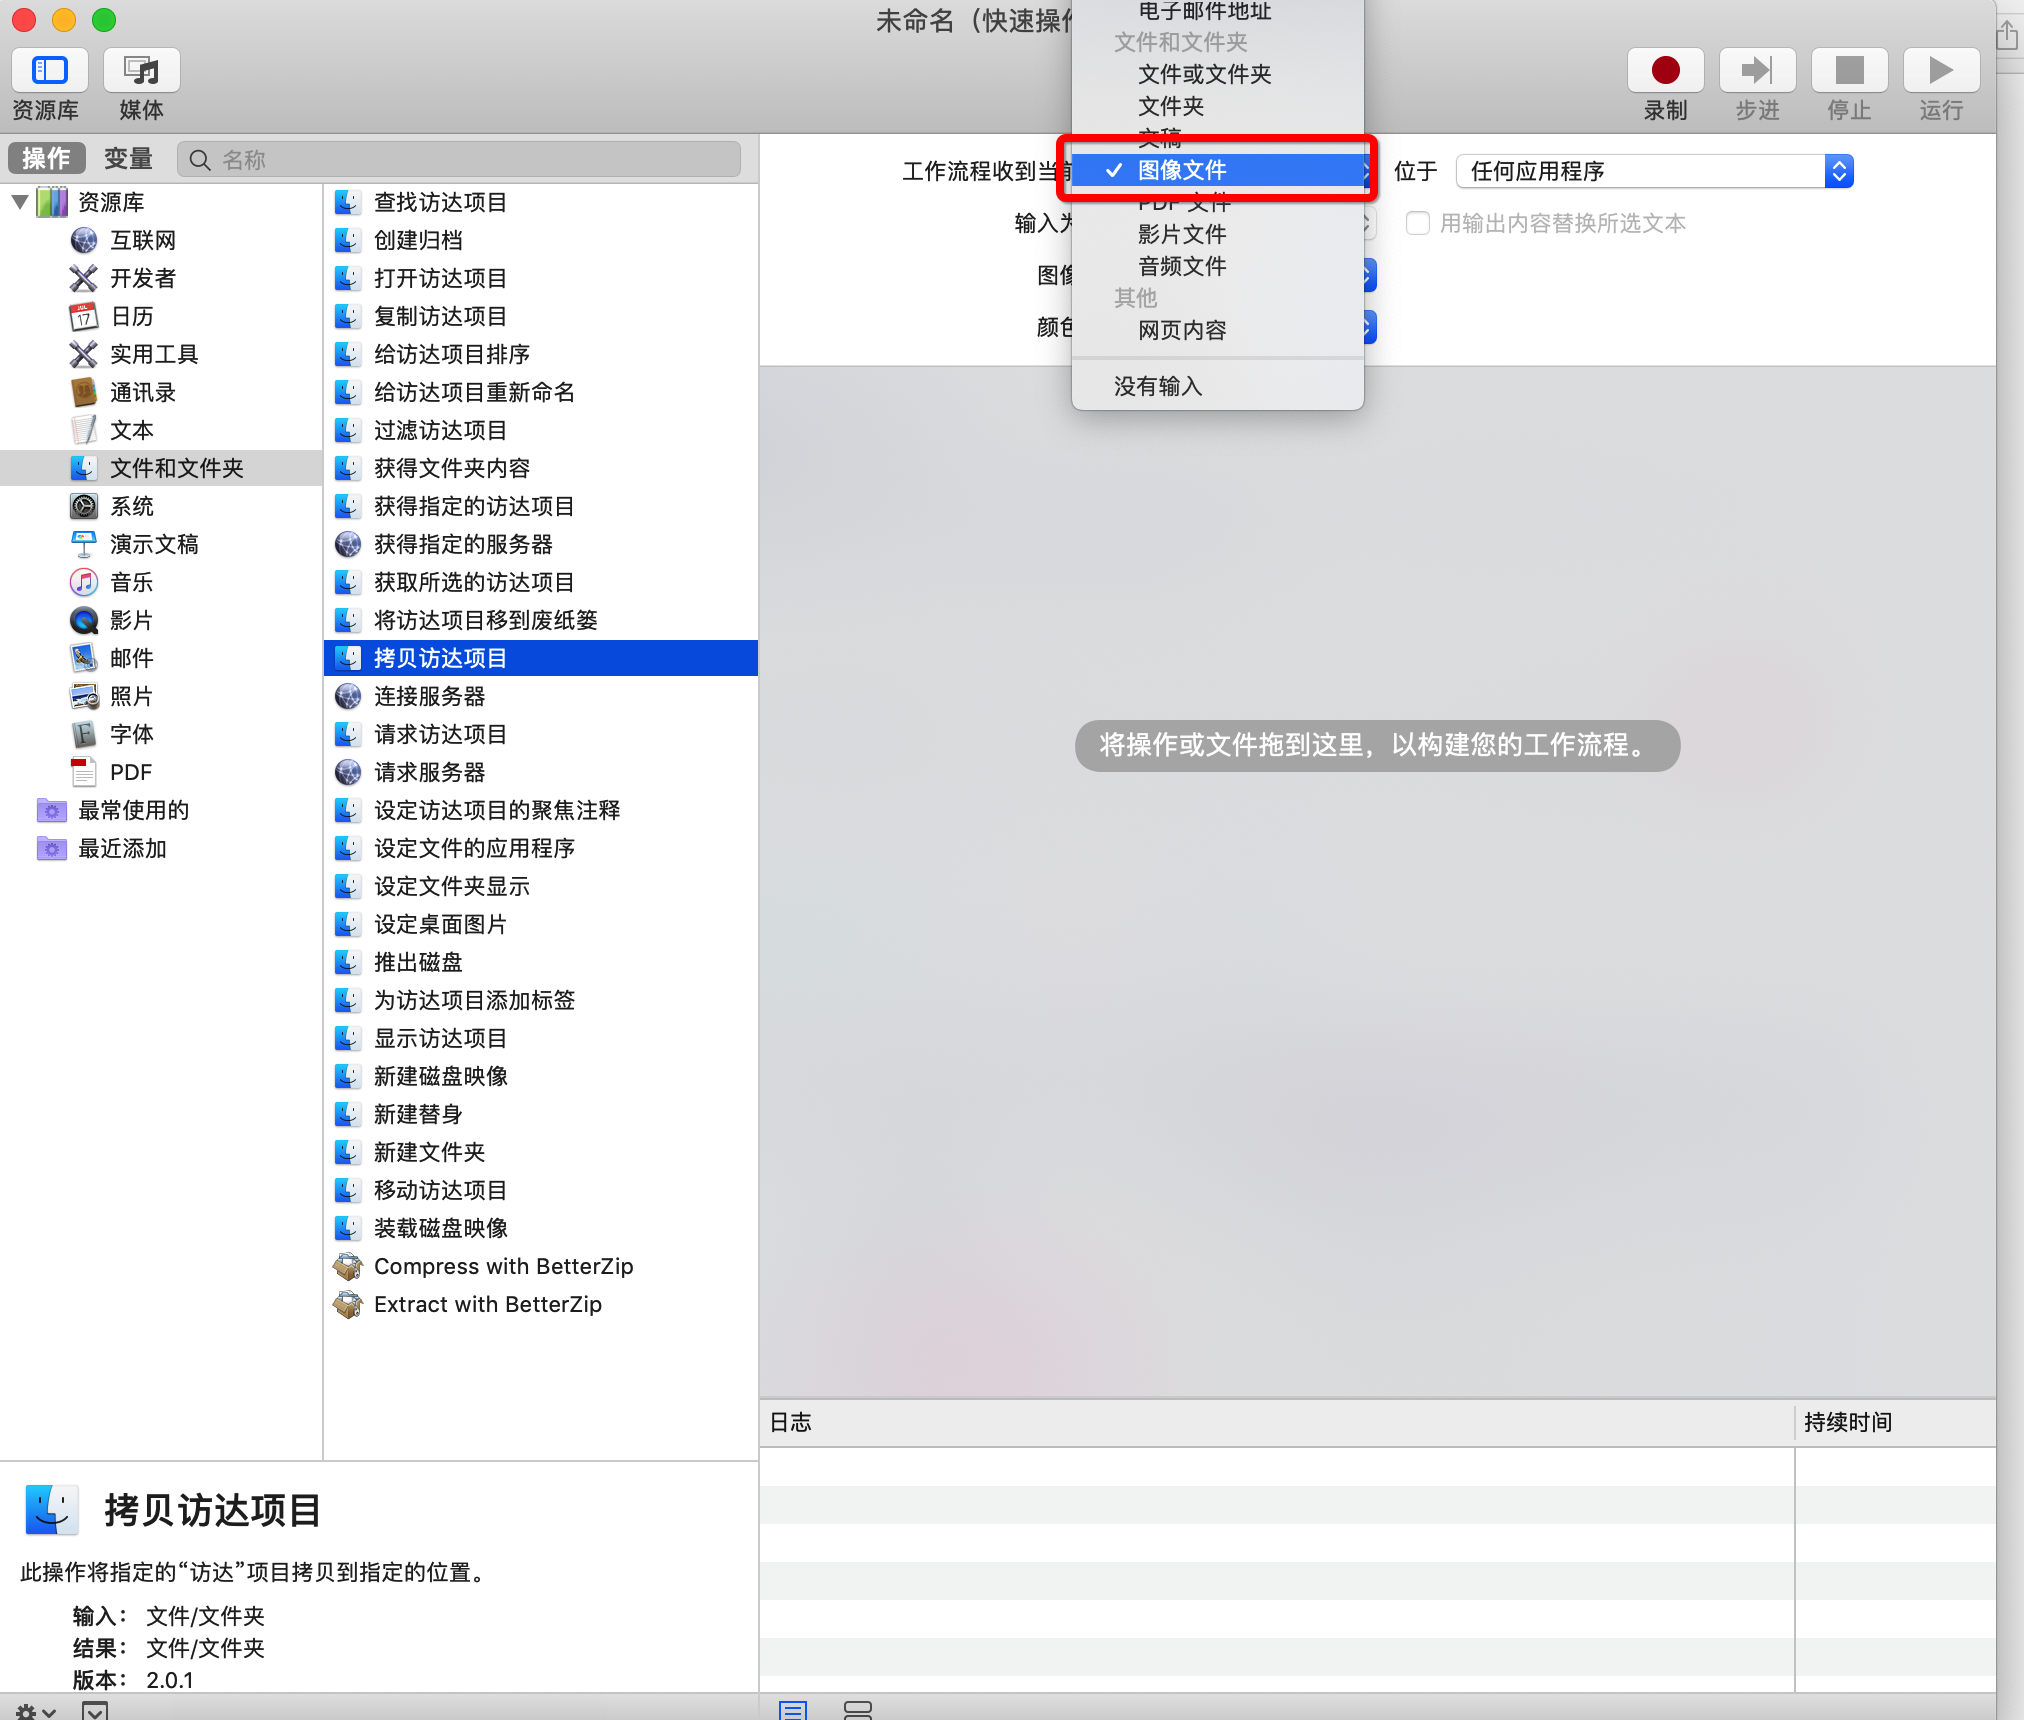 未命名（快速操作
资源库
媒体
录制
步进
停止
运行
操作
变量
名称
电子邮件地址
文件和文件夹
文件或文件夹
文件夹
文稿
图像文件
PDF 文件
影片文件
音频文件
其他
网页内容
没有输入
工作流程收到当前
位于
任何应用程序
输入为
用输出内容替换所选文本
图像
颜色
资源库
互联网
开发者
日历
实用工具
通讯录
文本
文件和文件夹
系统
演示文稿
音乐
影片
邮件
照片
字体
PDF
最常使用的
最近添加
查找访达项目
创建归档
打开访达项目
复制访达项目
给访达项目排序
给访达项目重新命名
过滤访达项目
获得文件夹内容
获得指定的访达项目
获得指定的服务器
获取所选的访达项目
将访达项目移到废纸篓
拷贝访达项目
连接服务器
请求访达项目
请求服务器
设定访达项目的聚焦注释
设定文件的应用程序
设定文件夹显示
设定桌面图片
推出磁盘
为访达项目添加标签
显示访达项目
新建磁盘映像
新建替身
新建文件夹
移动访达项目
装载磁盘映像
Compress with BetterZip
Extract with BetterZip
将操作或文件拖到这里，以构建您的工作流程。
日志
持续时间
拷贝访达项目
此操作将指定的“访达”项目拷贝到指定的位置。
输入： 文件/文件夹
结果： 文件/文件夹
版本： 2.0.1